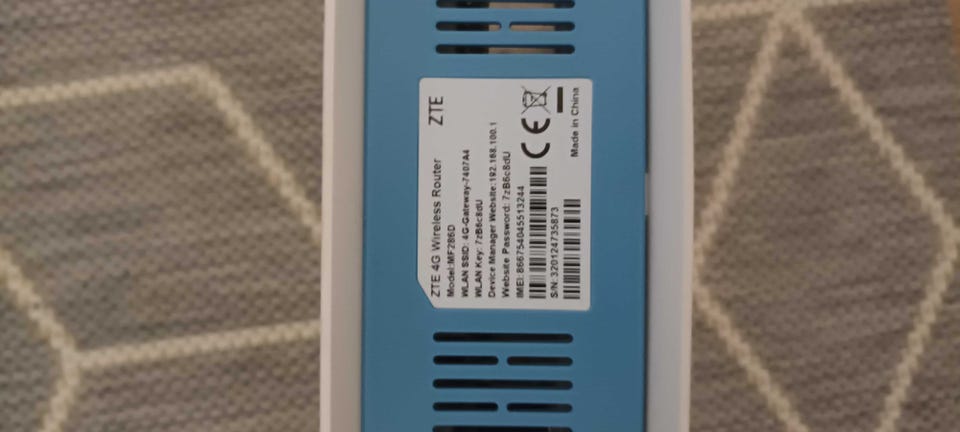 ZTE 4G Wireless Router ZTE
Model:MF286D
WLAN SSID: 4G-Gateway-7407A4
WLAN Key: 7zB6c8dU
Device Manager Website:192.168.100.1
Website Password: 7zB6c8dU
IMEI: 866754045513244
S/N: 320124735873
CE
Made in China